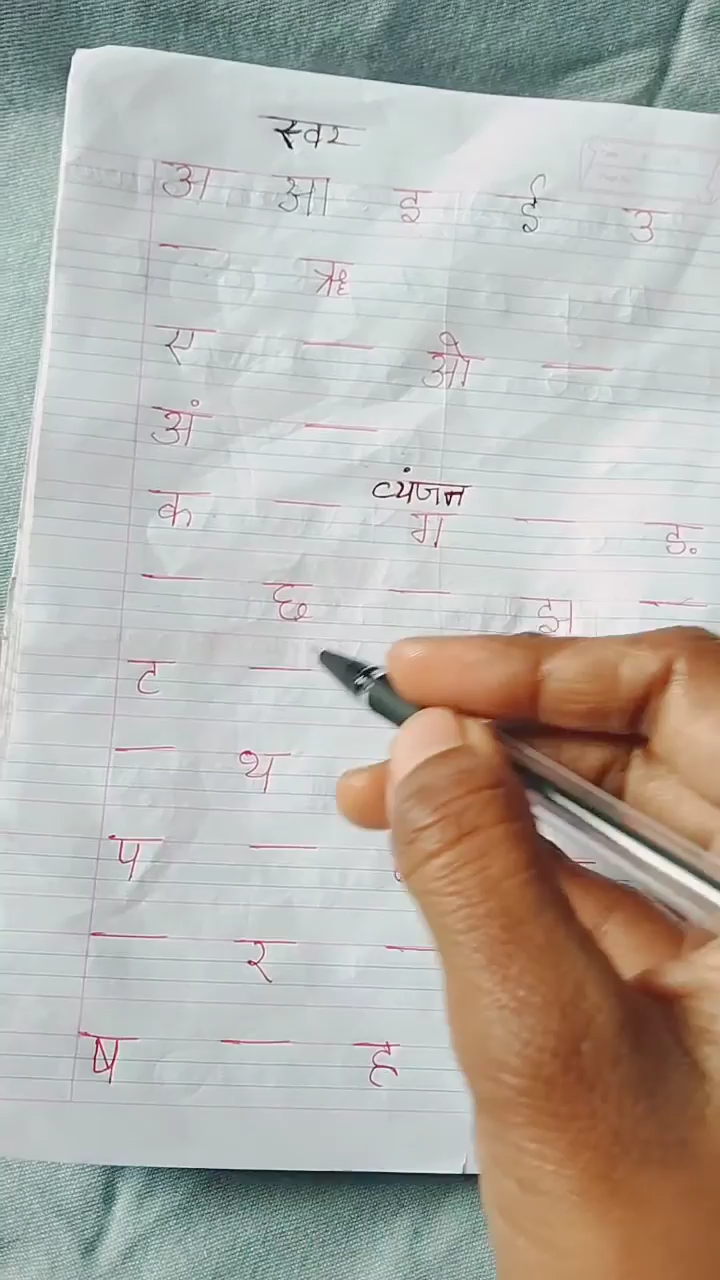 स्वर
अ आ इ ई उ
— ऋ
ए — ओ —
अं —
व्यंजन
क — ग — ङ
— छ — झ —
ट —
— थ
प —
— र —
ष — ह